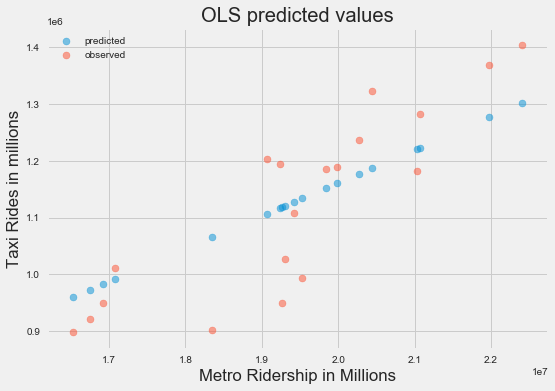 OLS predicted values
1e6
predicted
observed
1.4
1.3
1.2
1.1
1.0
0.9
Taxi Rides in millions
1.7 1.8 1.9 2.0 2.1 2.2
1e7
Metro Ridership in Millions